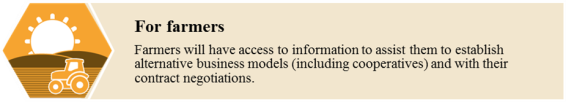 For farmers
Farmers will have access to information to assist them to establish
alternative business models (including cooperatives) and with their
contract negotiations.